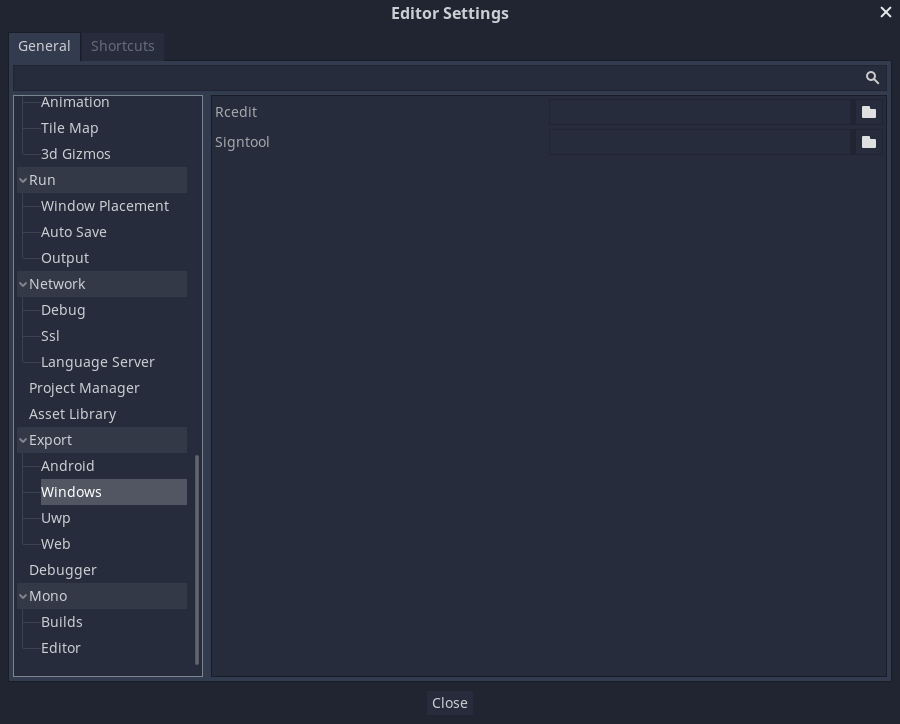 Editor Settings
General
Shortcuts
Animation
Tile Map
3d Gizmos
Run
Window Placement
Auto Save
Output
Network
Debug
Ssl
Language Server
Project Manager
Asset Library
Export
Android
Windows
Uwp
Web
Debugger
Mono
Builds
Editor
Rcedit
Signtool
Close